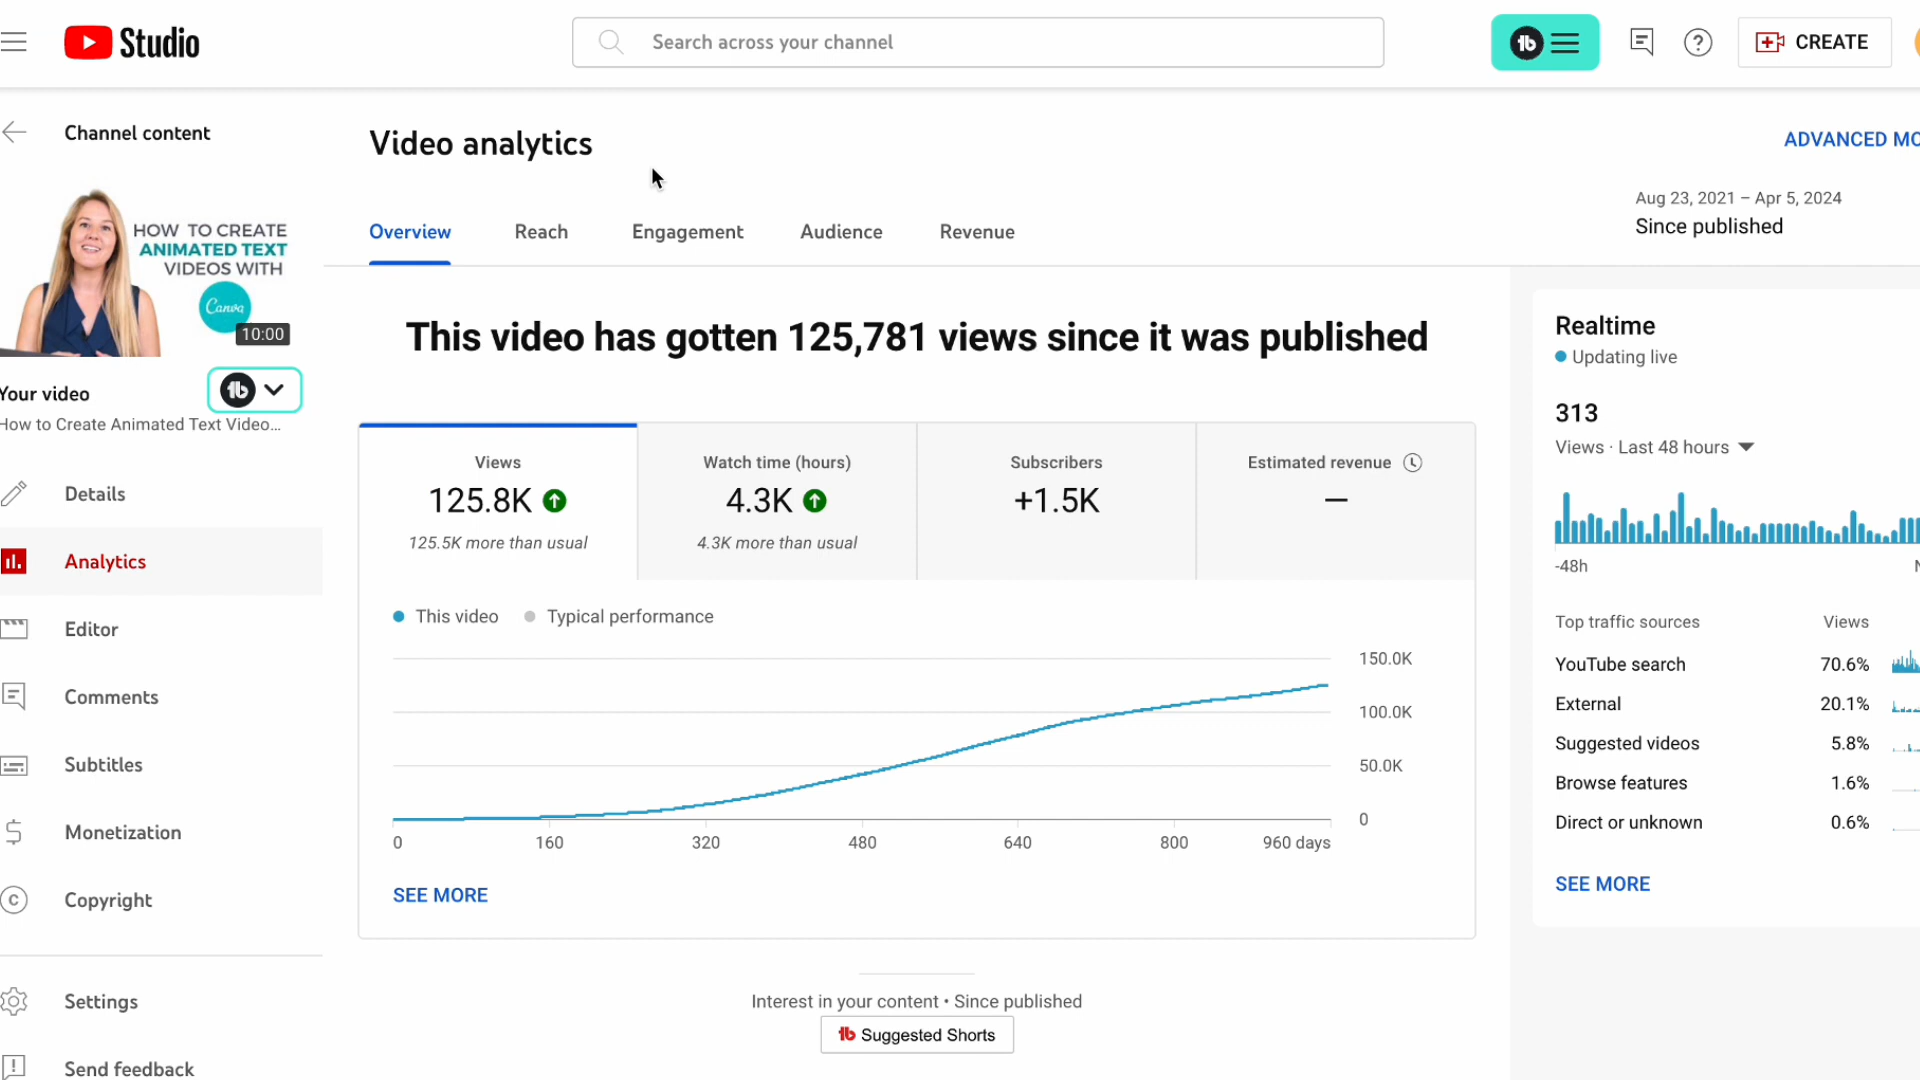 Studio
Search across your channel
CREATE
Channel content
HOW TO CREATE
ANIMATED TEXT
VIDEOS WITH
Canva
10:00
Your video
How to Create Animated Text Video...
Details
Analytics
Editor
Comments
Subtitles
Monetization
Copyright
Settings
Send feedback
Video analytics
ADVANCED MO
Overview Reach Engagement Audience Revenue
Aug 23, 2021 – Apr 5, 2024
Since published
This video has gotten 125,781 views since it was published
Views
125.8K
125.5K more than usual
Watch time (hours)
4.3K
4.3K more than usual
Subscribers
+1.5K
Estimated revenue
—
This video Typical performance
150.0K
100.0K
50.0K
0
0 160 320 480 640 800 960 days
SEE MORE
Interest in your content • Since published
Suggested Shorts
Realtime
Updating live
313
Views · Last 48 hours
-48h
Top traffic sources Views
YouTube search 70.6%
External 20.1%
Suggested videos 5.8%
Browse features 1.6%
Direct or unknown 0.6%
SEE MORE